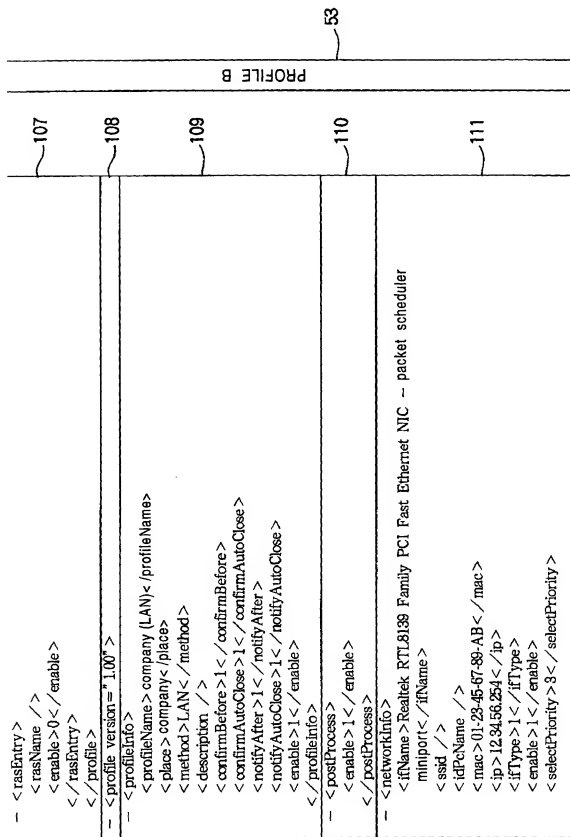 - <rasEntry>
<rasName />
<enable>0</enable>
</rasEntry>
</profile>
107
- <profile version="1.00">
108
- <profileInfo>
<profileName>company (LAN)</profileName>
<place>company</place>
<method>LAN</method>
<description />
<confirmBefore>1</confirmBefore>
<confirmAutoClose>1</confirmAutoClose>
<notifyAfter>1</notifyAfter>
<notifyAutoClose>1</notifyAutoClose>
<enable>1</enable>
</profileInfo>
109
- <postProcess>
<enable>1</enable>
</postProcess>
110
- <networkInfo>
<ifName>Realtek RTL8139 Family PCI Fast Ethernet NIC - packet scheduler
miniport</ifName>
<ssid />
<idPcName />
<mac>01-23-45-67-89-AB</mac>
<ip>12.34.56.254</ip>
<ifType>1</ifType>
<enable>1</enable>
<selectPriority>3</selectPriority>
111
PROFILE B
53